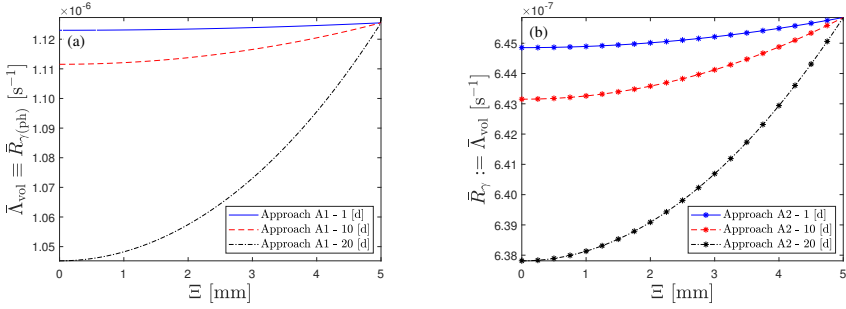 ×10⁻⁶
(a)
1.12
1.11
1.1
1.09
1.08
1.07
1.06
1.05
Λ̄vol ≡ R̄γ(ph) [s⁻¹]
Approach A1 - 1 [d]
Approach A1 - 10 [d]
Approach A1 - 20 [d]
0 1 2 3 4 5
Ξ [mm]
×10⁻⁷
(b)
6.45
6.44
6.43
6.42
6.41
6.4
6.39
6.38
R̄γ := Λ̄vol [s⁻¹]
Approach A2 - 1 [d]
Approach A2 - 10 [d]
Approach A2 - 20 [d]
0 1 2 3 4 5
Ξ [mm]